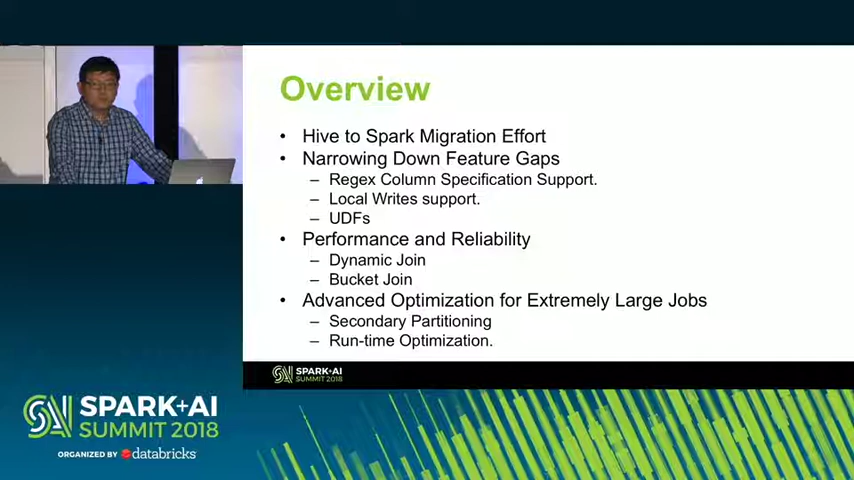 Overview
• Hive to Spark Migration Effort
• Narrowing Down Feature Gaps
– Regex Column Specification Support.
– Local Writes support.
– UDFs
• Performance and Reliability
– Dynamic Join
– Bucket Join
• Advanced Optimization for Extremely Large Jobs
– Secondary Partitioning
– Run-time Optimization.
SPARK+AI
SUMMIT 2018
SPARK+AI
SUMMIT 2018
ORGANIZED BY databricks